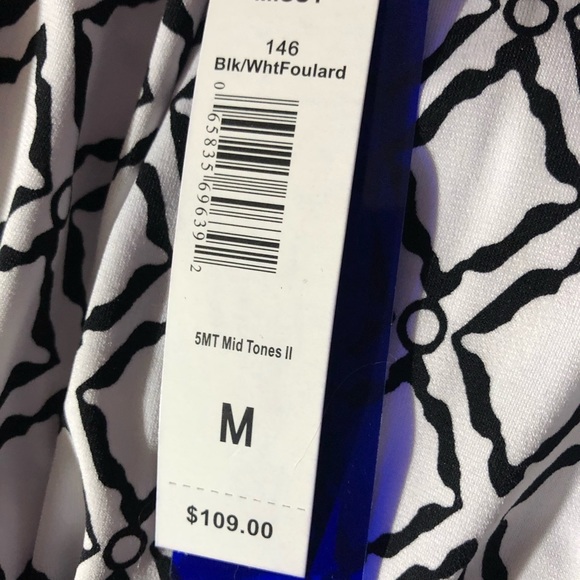 146
Blk/WhtFoulard
0 65835 69639 2
5MT Mid Tones II
M
$109.00